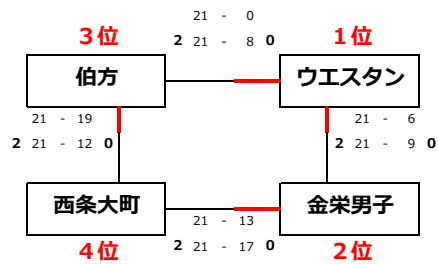 21 - 0
3位 2 21 - 8 0 1位
伯方 ウエスタン
21 - 19 21 - 6
2 21 - 12 0 2 21 - 9 0
西条大町 金栄男子
21 - 13
4位 2 21 - 17 0 2位